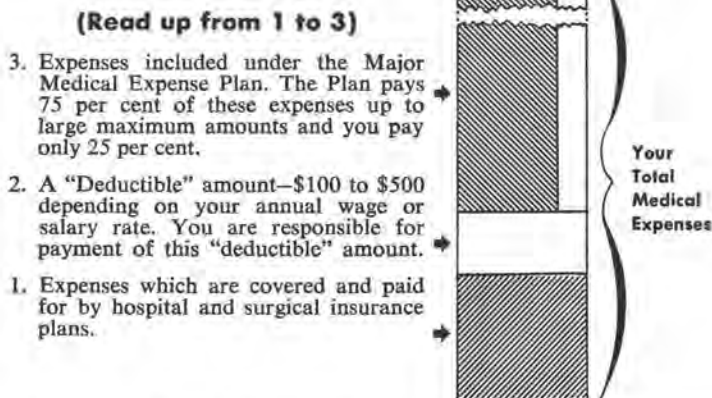 (Read up from 1 to 3)
3. Expenses included under the Major
Medical Expense Plan. The Plan pays
75 per cent of these expenses up to
large maximum amounts and you pay
only 25 per cent.
2. A “Deductible” amount—$100 to $500
depending on your annual wage or
salary rate. You are responsible for
payment of this “deductible” amount.
1. Expenses which are covered and paid
for by hospital and surgical insurance
plans.
Your
Total
Medical
Expenses